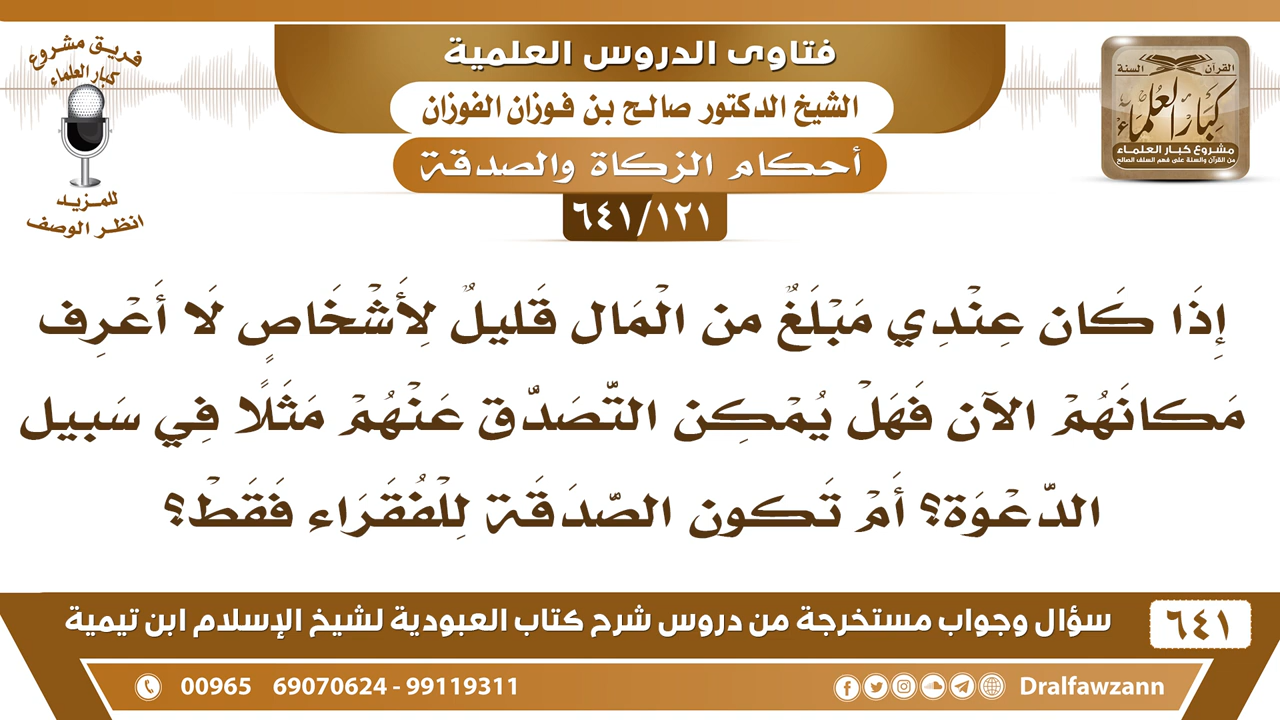 فتاوى الدروس العلمية
الشيخ الدكتور صالح بن فوزان الفوزان
أحكام الزكاة والصدقة
٦٤١/١٢١
فريق مشروع
كبار العلماء
للمزيد
انظر الوصف
القرآن السنة
كبار العلماء
مشروع كبار العلماء
من القرآن والسنة على فهم السلف الصالح
إِذَا كَان عِنْدِي مَبْلَغٌ من الْمَال قَلِيلٌ لِأَشْخَاصٍ لَا أَعْرِف
مَكانَهُمْ الآن فَهَلْ يُمْكِن التَّصَدَّق عَنْهُمْ مَثَلًا فِي سَبِيل
الدَّعْوَة؟ أَمْ تَكون الصَّدَقَة لِلْفُقَرَاء فَقَطْ؟
٦٤١ سؤال وجواب مستخرجة من دروس شرح كتاب العبودية لشيخ الإسلام ابن تيمية
00965 69070624 - 99119311
Dralfawzann